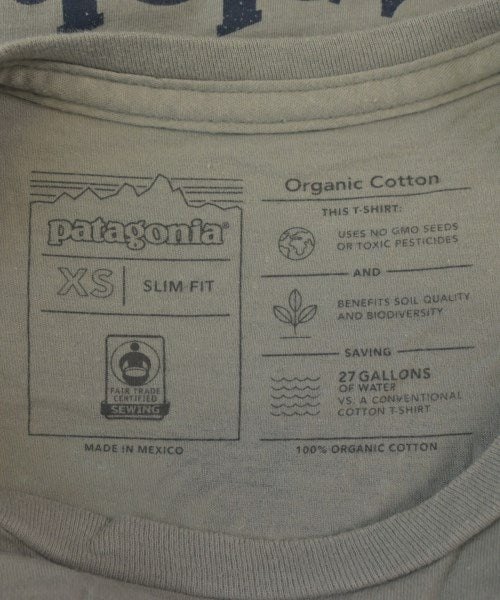 patagonia®
XS SLIM FIT
FAIR TRADE
CERTIFIED
SEWING
MADE IN MEXICO
Organic Cotton
THIS T-SHIRT:
USES NO GMO SEEDS
OR TOXIC PESTICIDES
AND
BENEFITS SOIL QUALITY
AND BIODIVERSITY
SAVING
27 GALLONS
OF WATER
VS. A CONVENTIONAL
COTTON T-SHIRT
100% ORGANIC COTTON